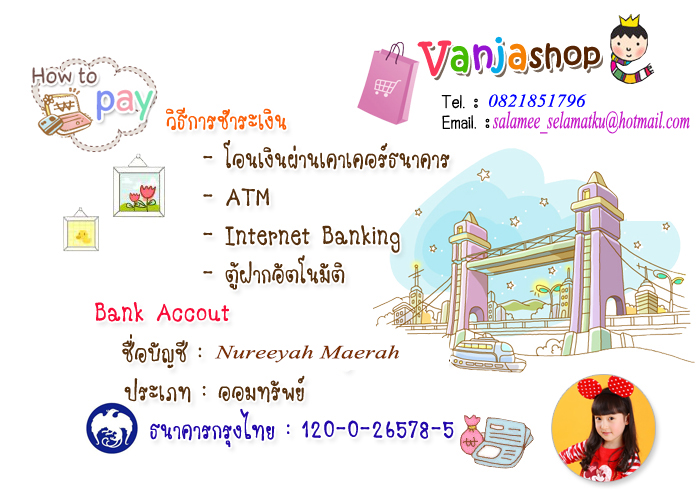 How to
pay
Vanjashop
Tel. : 0821851796
Email. : salamee_selamatku@hotmail.com
วิธีการชำระเงิน
- โอนเงินผ่านเคาเคอร์ธนาคาร
- ATM
- Internet Banking
- ตู้ฝากอัตโนมัติ
Bank Accout
ชื่อบัญชี : Nureeyah Maerah
ประเภท : ออมทรัพย์
ธนาคารกรุงไทย : 120-0-26578-5